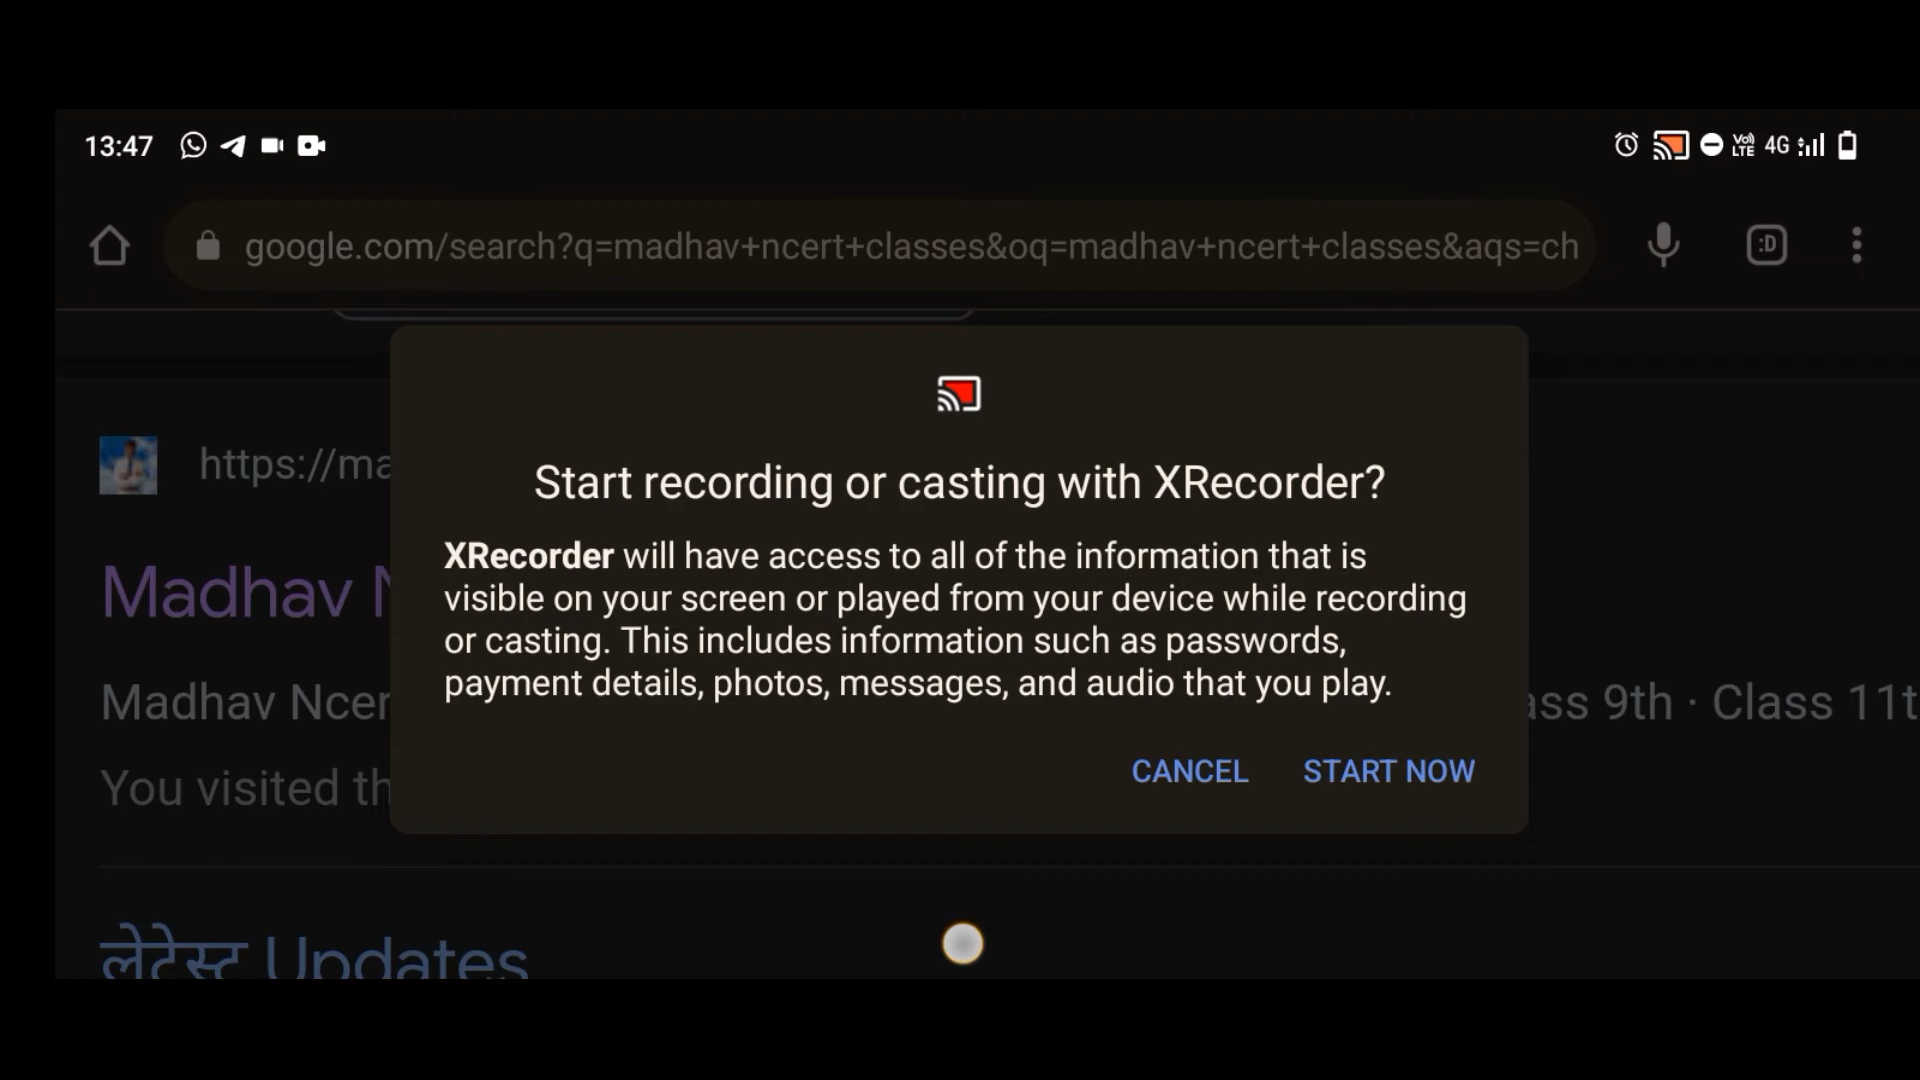 13:47
Vo) LTE 4G
google.com/search?q=madhav+ncert+classes&oq=madhav+ncert+classes&aqs=ch
:D
https://ma
Start recording or casting with XRecorder?
XRecorder will have access to all of the information that is
visible on your screen or played from your device while recording
or casting. This includes information such as passwords,
payment details, photos, messages, and audio that you play.
Madhav N
Madhav Ncer
ass 9th · Class 11t
You visited th
CANCEL START NOW
लेटेस्ट Updates